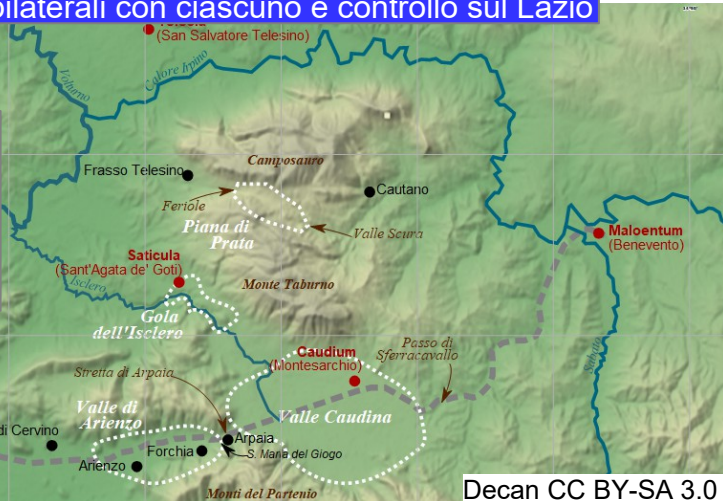 bilaterali con ciascuno e controllo sul Lazio
(San Salvatore Telesino)
Volturno
Calore Irpino
Camposauro
Frasso Telesino
Cautano
Feriole
Piana di
Prata
Valle Scura
Maloentum
(Benevento)
Saticula
(Sant'Agata de' Goti)
Isclero
Monte Taburno
Gola
dell'Isclero
Passo di
Sferracavallo
Sabato
Caudium
(Montesarchio)
Stretta di Arpaia
Valle di
Arienzo
Valle Caudina
di Cervino
Arpaia
Forchia
S. Maria del Giogo
Arienzo
Monti del Partenio
Decan CC BY-SA 3.0